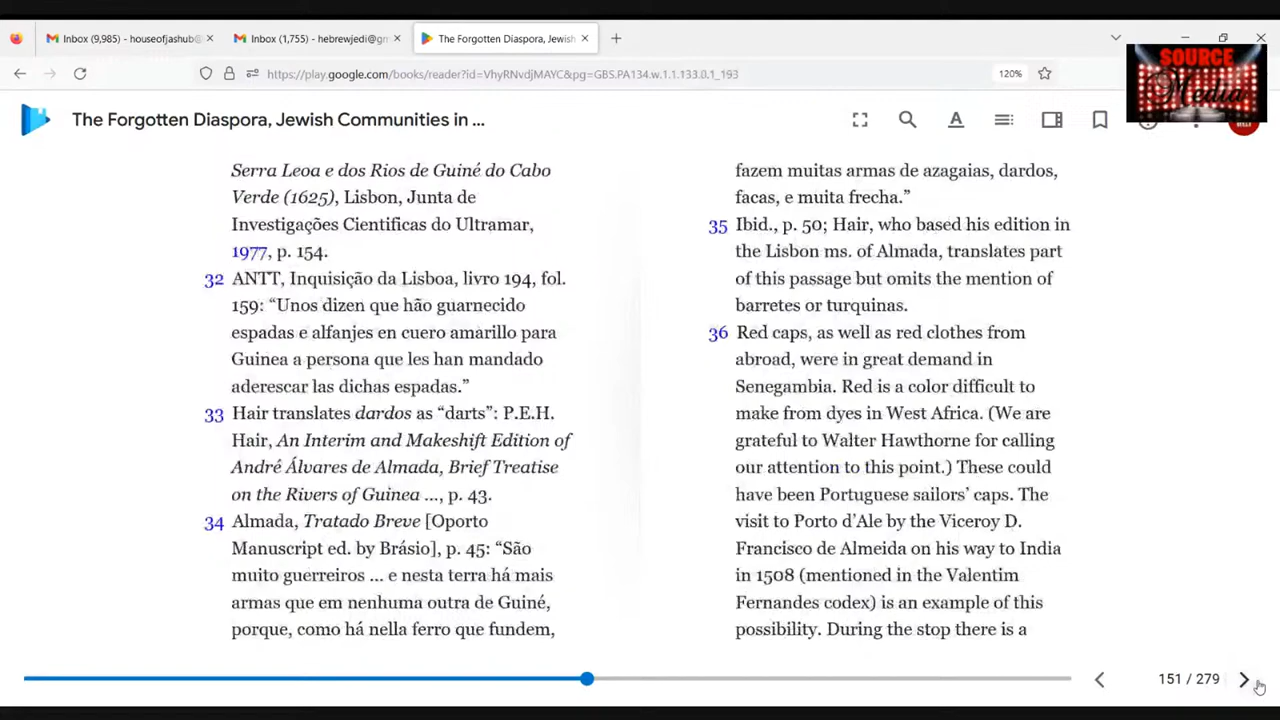 Inbox (9,985) - houseofjashub@
Inbox (1,755) - hebrewjedi@gm
The Forgotten Diaspora, Jewish
https://play.google.com/books/reader?id=VhyRNvdjMAYC&pg=GBS.PA134.w.1.1.133.0.1_193
120%
SOURCE
Media
The Forgotten Diaspora, Jewish Communities in ...
Serra Leoa e dos Rios de Guiné do Cabo
Verde (1625), Lisbon, Junta de
Investigações Cientificas do Ultramar,
1977, p. 154.
32 ANTT, Inquisição da Lisboa, livro 194, fol.
159: “Unos dizen que hão guarnecido
espadas e alfanjes en cuero amarillo para
Guinea a persona que les han mandado
aderescar las dichas espadas.”
33 Hair translates dardos as “darts”: P.E.H.
Hair, An Interim and Makeshift Edition of
André Álvares de Almada, Brief Treatise
on the Rivers of Guinea ..., p. 43.
34 Almada, Tratado Breve [Oporto
Manuscript ed. by Brásio], p. 45: “São
muito guerreiros ... e nesta terra há mais
armas que em nenhuma outra de Guiné,
porque, como há nella ferro que fundem,
fazem muitas armas de azagaias, dardos,
facas, e muita frecha.”
35 Ibid., p. 50; Hair, who based his edition in
the Lisbon ms. of Almada, translates part
of this passage but omits the mention of
barretes or turquinas.
36 Red caps, as well as red clothes from
abroad, were in great demand in
Senegambia. Red is a color difficult to
make from dyes in West Africa. (We are
grateful to Walter Hawthorne for calling
our attention to this point.) These could
have been Portuguese sailors’ caps. The
visit to Porto d’Ale by the Viceroy D.
Francisco de Almeida on his way to India
in 1508 (mentioned in the Valentim
Fernandes codex) is an example of this
possibility. During the stop there is a
151 / 279